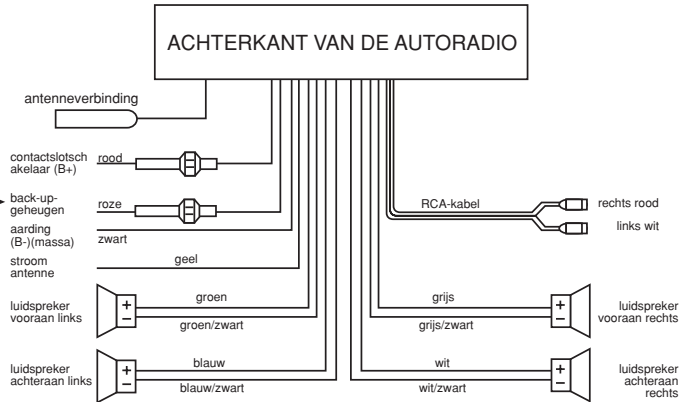 ACHTERKANT VAN DE AUTORADIO
antenneverbinding
contactslotsch
akelaar (B+)
rood
back-up-
geheugen
roze
aarding
(B-)(massa)
zwart
stroom
antenne
geel
luidspreker
vooraan links
+
–
groen
groen/zwart
luidspreker
achteraan links
+
–
blauw
blauw/zwart
RCA-kabel
rechts rood
links wit
grijs
grijs/zwart
+
–
luidspreker
vooraan rechts
wit
wit/zwart
+
–
luidspreker
achteraan
rechts